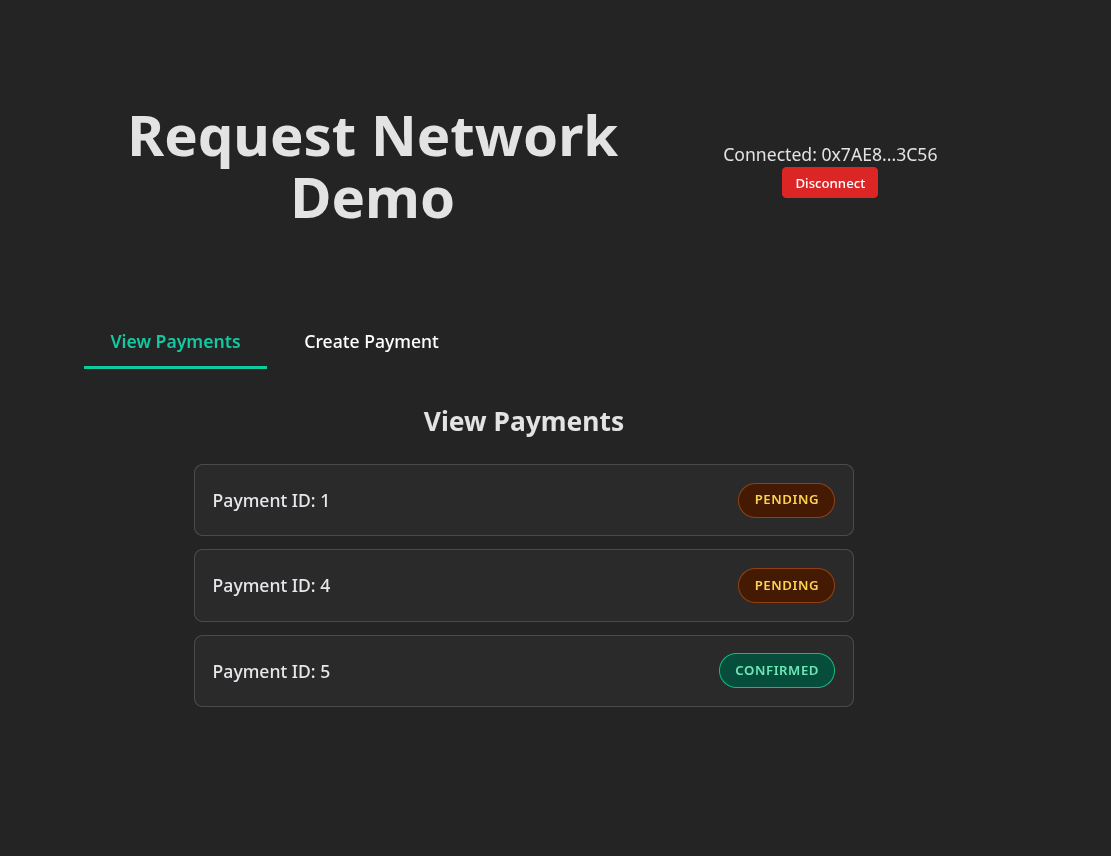 Request Network
Demo
Connected: 0x7AE8...3C56
Disconnect
View Payments
Create Payment
View Payments
Payment ID: 1
PENDING
Payment ID: 4
PENDING
Payment ID: 5
CONFIRMED